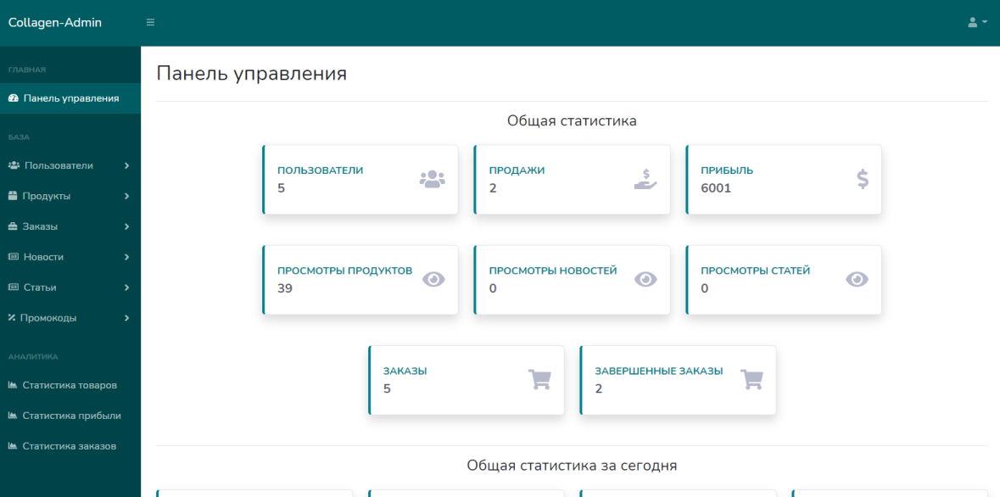 Collagen-Admin
ГЛАВНАЯ
Панель управления
БАЗА
Пользователи
Продукты
Заказы
Новости
Статьи
Промокоды
АНАЛИТИКА
Статистика товаров
Статистика прибыли
Статистика заказов
Панель управления
Общая статистика
ПОЛЬЗОВАТЕЛИ
5
ПРОДАЖИ
2
ПРИБЫЛЬ
6001
ПРОСМОТРЫ ПРОДУКТОВ
39
ПРОСМОТРЫ НОВОСТЕЙ
0
ПРОСМОТРЫ СТАТЕЙ
0
ЗАКАЗЫ
5
ЗАВЕРШЕННЫЕ ЗАКАЗЫ
2
Общая статистика за сегодня